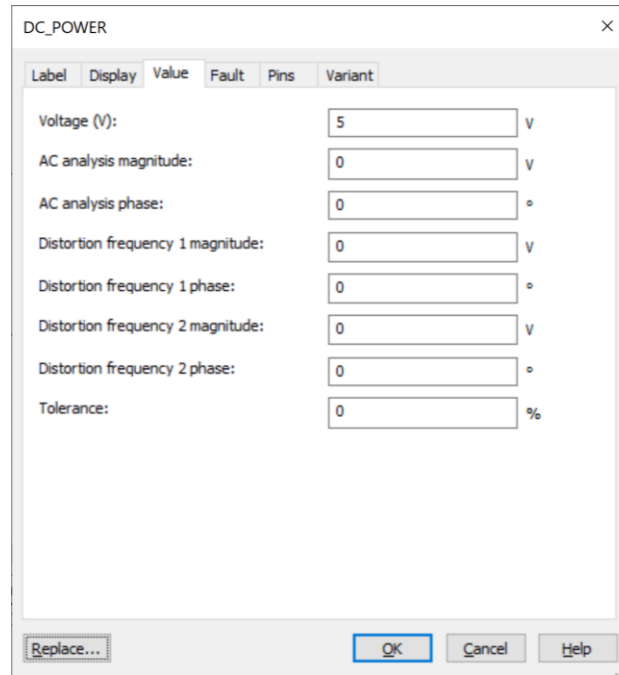 DC_POWER
Label Display Value Fault Pins Variant
Voltage (V): 5 V
AC analysis magnitude: 0 V
AC analysis phase: 0 °
Distortion frequency 1 magnitude: 0 V
Distortion frequency 1 phase: 0 °
Distortion frequency 2 magnitude: 0 V
Distortion frequency 2 phase: 0 °
Tolerance: 0 %
Replace... OK Cancel Help